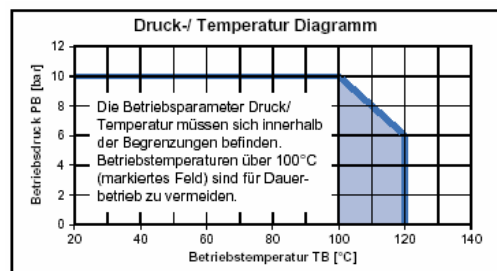 Druck-/ Temperatur Diagramm
Betriebsdruck PB [bar]
12
10
8
6
4
2
0
Die Betriebsparameter Druck/
Temperatur müssen sich innerhalb
der Begrenzungen befinden.
Betriebstemperaturen über 100°C
(markiertes Feld) sind für Dauer-
betrieb zu vermeiden.
20 40 60 80 100 120 140
Betriebstemperatur TB [°C]